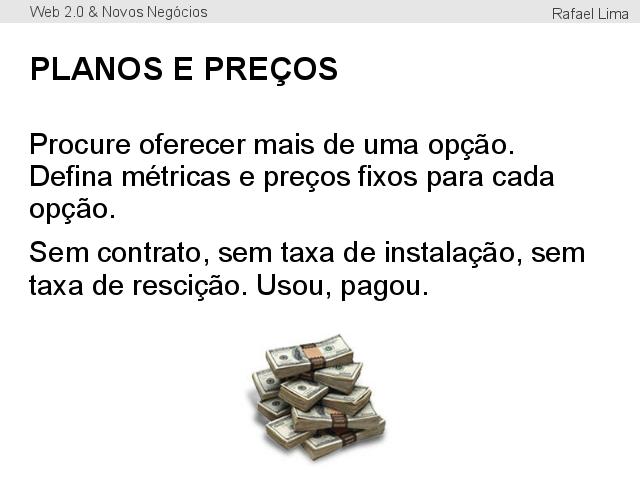 Web 2.0 & Novos Negócios
Rafael Lima
PLANOS E PREÇOS
Procure oferecer mais de uma opção.
Defina métricas e preços fixos para cada
opção.
Sem contrato, sem taxa de instalação, sem
taxa de rescição. Usou, pagou.